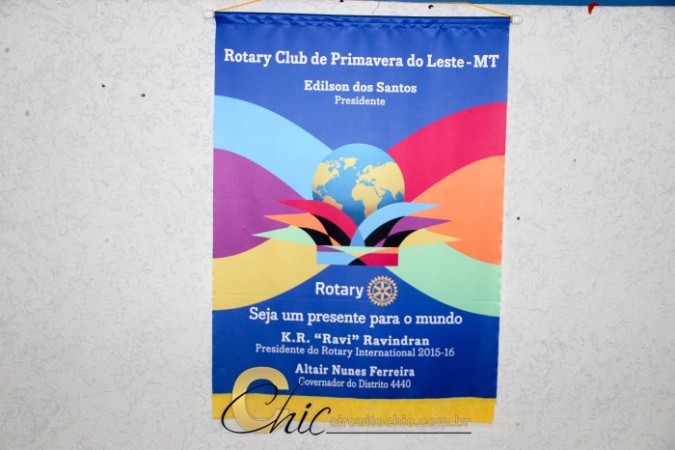 Rotary Club de Primavera do Leste - MT
Edilson dos Santos
Presidente
Rotary
Seja um presente para o mundo
K.R. “Ravi” Ravindran
Presidente do Rotary International 2015-16
Altair Nunes Ferreira
Governador do Distrito 4440
Chic
circuitochic.com.br